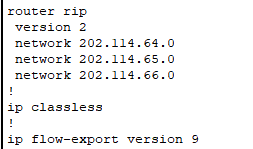 router rip
 version 2
 network 202.114.64.0
 network 202.114.65.0
 network 202.114.66.0
!
ip classless
!
ip flow-export version 9